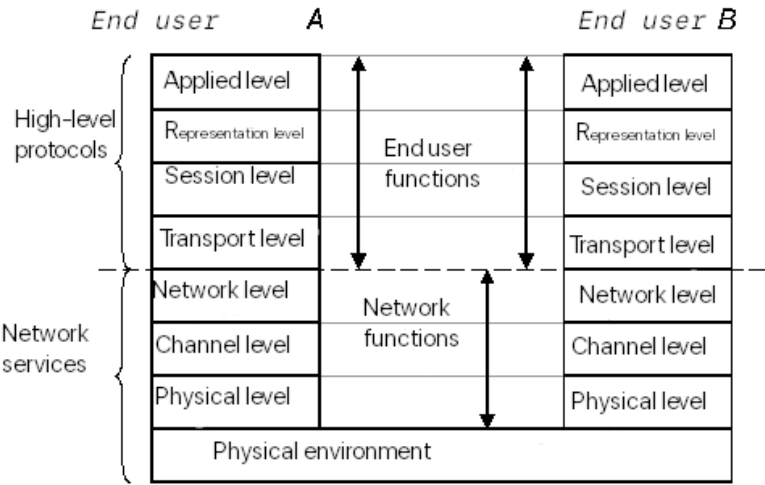 End user A
End user B
High-level
protocols
Applied level
Representation level
Session level
Transport level
End user
functions
Applied level
Representation level
Session level
Transport level
Network
services
Network level
Channel level
Physical level
Network
functions
Network level
Channel level
Physical level
Physical environment